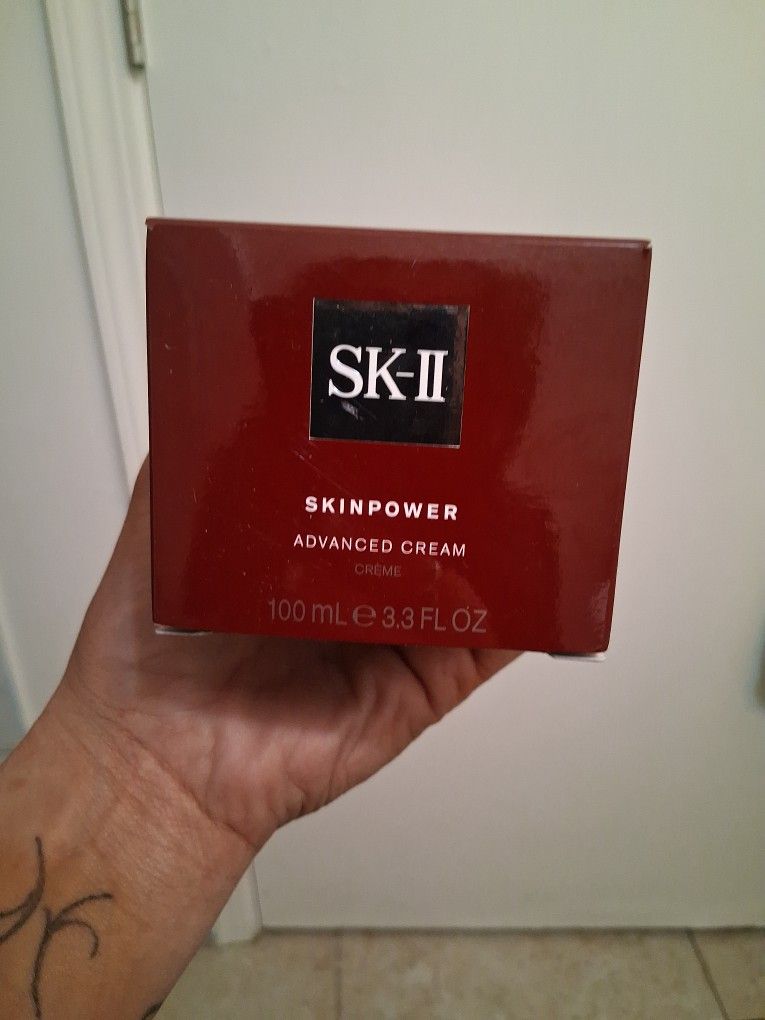 SK-II
SKINPOWER
ADVANCED CREAM
CRÈME
100 mL ℮ 3.3 FL OZ